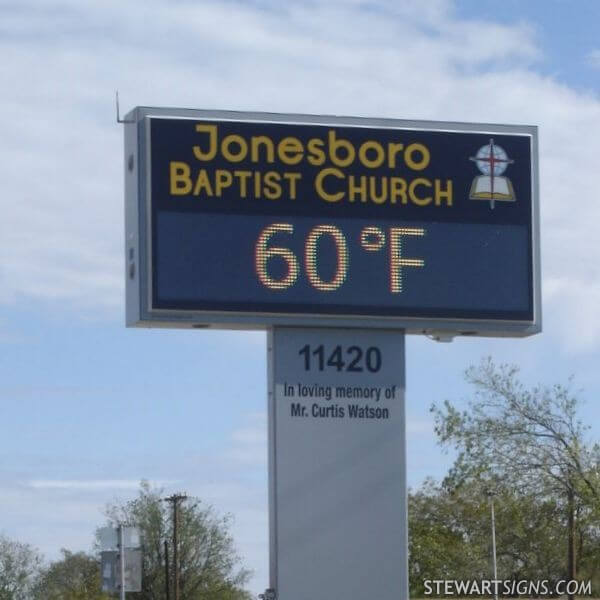 Jonesboro
BAPTIST CHURCH
60°F
11420
In loving memory of
Mr. Curtis Watson
STEWARTSIGNS.COM